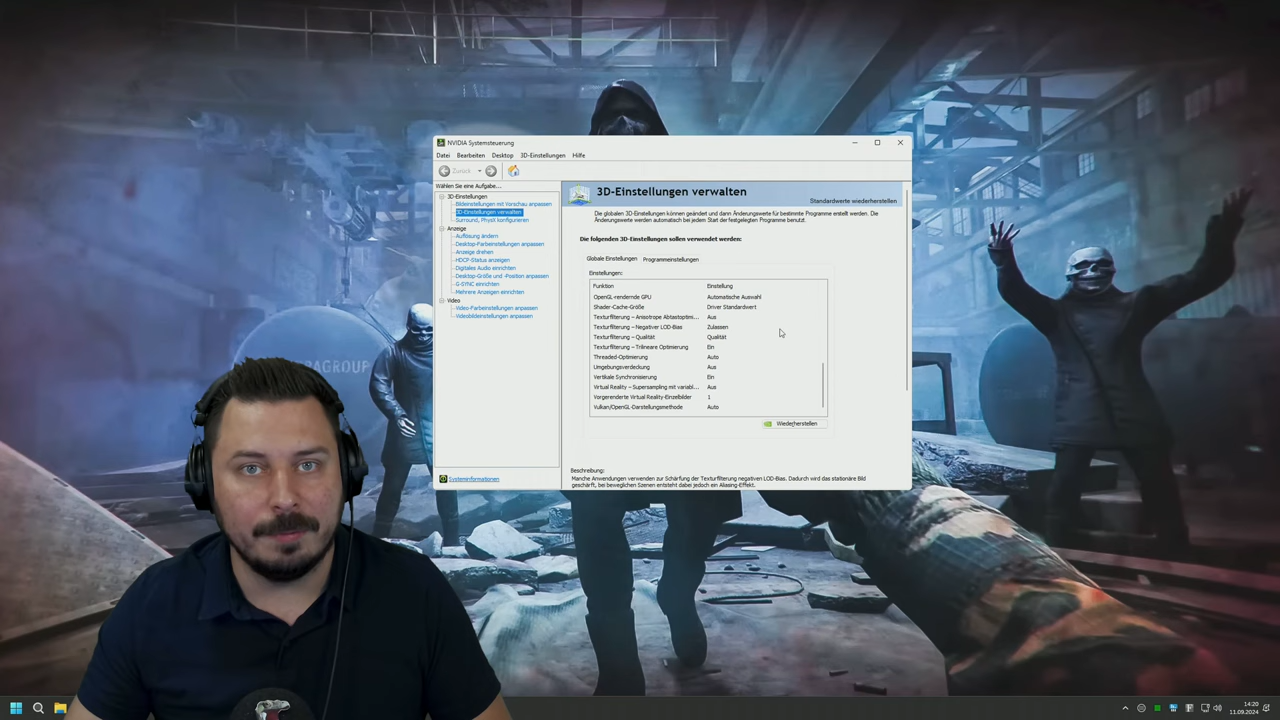 NVIDIA Systemsteuerung
Datei Bearbeiten Desktop 3D-Einstellungen Hilfe
Zurück
Wählen Sie eine Aufgabe...
3D-Einstellungen
Bildeinstellungen mit Vorschau anpassen
3D-Einstellungen verwalten
Surround, PhysX konfigurieren
Anzeige
Auflösung ändern
Desktop-Farbeinstellungen anpassen
Anzeige drehen
HDCP-Status anzeigen
Digitales Audio einrichten
Desktop-Größe und -Position anpassen
G-SYNC einrichten
Mehrere Anzeigen einrichten
Video
Video-Farbeinstellungen anpassen
Videobildeinstellungen anpassen
Systeminformationen
3D-Einstellungen verwalten
Standardwerte wiederherstellen
Die globalen 3D-Einstellungen können geändert und dann Änderungswerte für bestimmte Programme erstellt werden. Die
Änderungswerte werden automatisch bei jedem Start der festgelegten Programme benutzt.
Die folgenden 3D-Einstellungen sollen verwendet werden:
Globale Einstellungen Programmeinstellungen
Einstellungen:
Funktion Einstellung
OpenGL-rendernde GPU Automatische Auswahl
Shader-Cache-Größe Driver Standardwert
Texturfilterung – Anisotrope Abtastoptimi... Aus
Texturfilterung – Negativer LOD-Bias Zulassen
Texturfilterung – Qualität Qualität
Texturfilterung – Trilineare Optimierung Ein
Threaded-Optimierung Auto
Umgebungsverdeckung Aus
Vertikale Synchronisierung Ein
Virtual Reality – Supersampling mit variabl... Aus
Vorgerenderte Virtual Reality-Einzelbilder 1
Vulkan/OpenGL-Darstellungsmethode Auto
Wiederherstellen
Beschreibung:
Manche Anwendungen verwenden zur Schärfung der Texturfilterung negativen LOD-Bias. Dadurch wird das stationäre Bild
geschärft, bei beweglichen Szenen entsteht dabei jedoch ein Aliasing-Effekt.
RAGROUP
14:20
11.09.2024